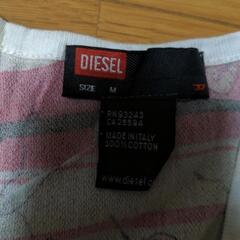 DIESEL
SIZE M
RN93243
CA25594
MADE IN ITALY
100% COTTON
www.diesel.c